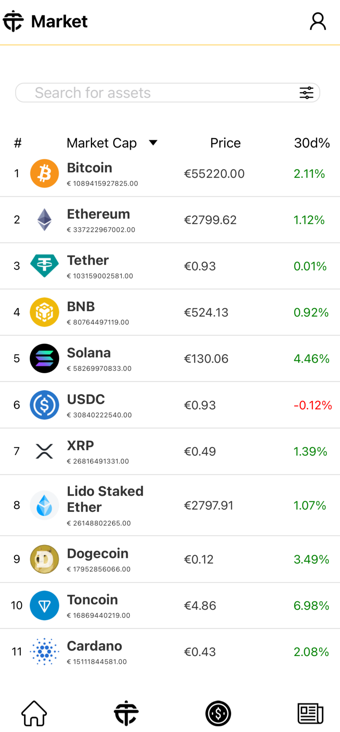 Market
Search for assets
# Market Cap Price 30d%
1 Bitcoin €55220.00 2.11%
€ 1089415927825.00
2 Ethereum €2799.62 1.12%
€ 337222967002.00
3 Tether €0.93 0.01%
€ 103159002581.00
4 BNB €524.13 0.92%
€ 80764497119.00
5 Solana €130.06 4.46%
€ 58269970833.00
6 USDC €0.93 -0.12%
€ 30840222540.00
7 XRP €0.49 1.39%
€ 26816491331.00
8 Lido Staked Ether €2797.91 1.07%
€ 26148802265.00
9 Dogecoin €0.12 3.49%
€ 17952856066.00
10 Toncoin €4.86 6.98%
€ 16869440219.00
11 Cardano €0.43 2.08%
€ 15111844581.00